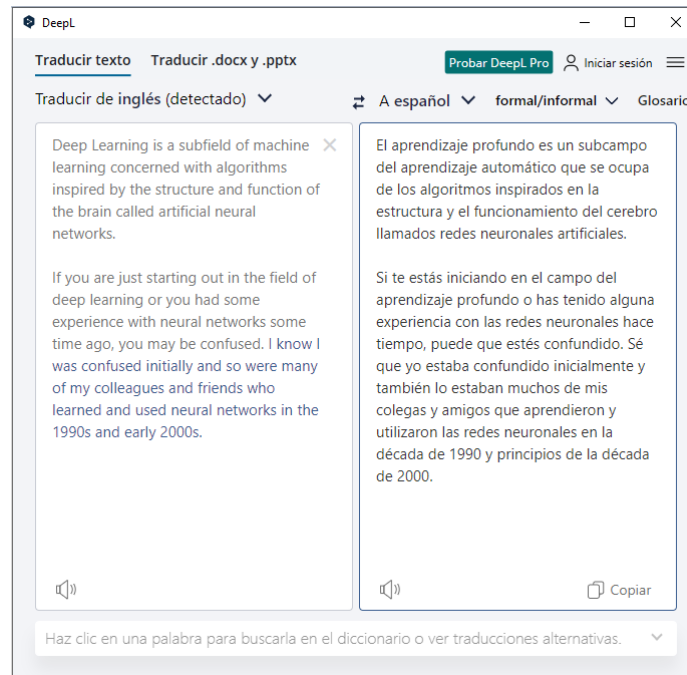 DeepL
Traducir texto Traducir .docx y .pptx
Probar DeepL Pro Iniciar sesión
Traducir de inglés (detectado)
A español formal/informal Glosario
Deep Learning is a subfield of machine
learning concerned with algorithms
inspired by the structure and function of
the brain called artificial neural
networks.
If you are just starting out in the field of
deep learning or you had some
experience with neural networks some
time ago, you may be confused. I know I
was confused initially and so were many
of my colleagues and friends who
learned and used neural networks in the
1990s and early 2000s.
El aprendizaje profundo es un subcampo
del aprendizaje automático que se ocupa
de los algoritmos inspirados en la
estructura y el funcionamiento del cerebro
llamados redes neuronales artificiales.
Si te estás iniciando en el campo del
aprendizaje profundo o has tenido alguna
experiencia con las redes neuronales hace
tiempo, puede que estés confundido. Sé
que yo estaba confundido inicialmente y
también lo estaban muchos de mis
colegas y amigos que aprendieron y
utilizaron las redes neuronales en la
década de 1990 y principios de la década
de 2000.
Copiar
Haz clic en una palabra para buscarla en el diccionario o ver traducciones alternativas.